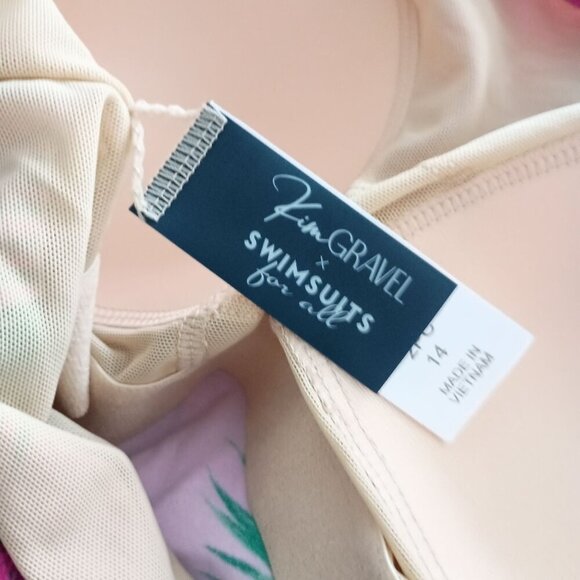 Kim GRAVEL
x
SWIMSUITS
for all
14
MADE IN
VIETNAM